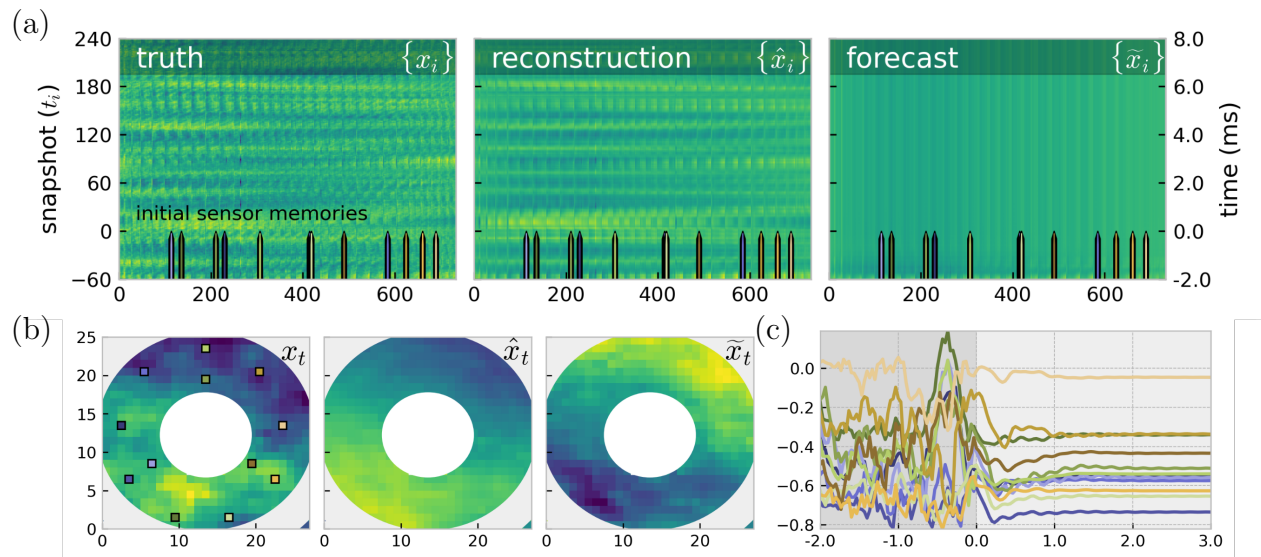 (a)
truth {x_i}
reconstruction {x̂_i}
forecast {x̃_i}
initial sensor memories
snapshot (t_i)
240
180
120
60
0
−60
0 200 400 600
0 200 400 600
0 200 400 600
8.0
6.0
4.0
2.0
0.0
-2.0
time (ms)
(b)
x_t
x̂_t
x̃_t
25
20
15
10
5
0
0 10 20
0 10 20
0 10 20
(c)
0.0
−0.2
−0.4
−0.6
−0.8
-2.0 -1.0 0.0 1.0 2.0 3.0